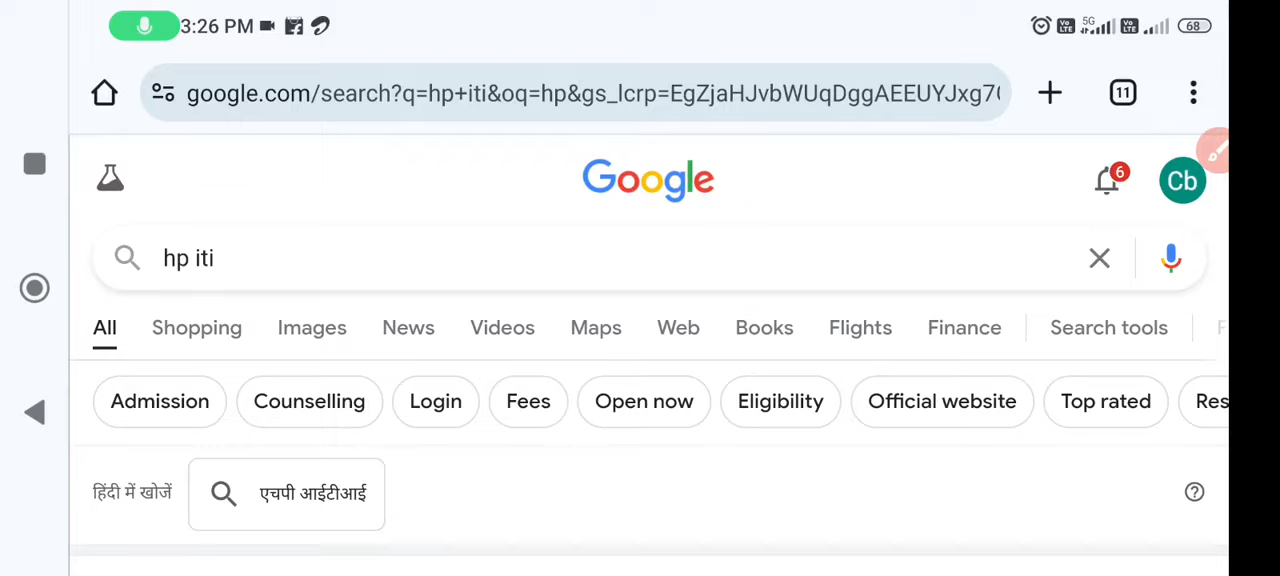 3:26 PM 5G 68
google.com/search?q=hp+iti&oq=hp&gs_lcrp=EgZjaHJvbWUqDggAEEUYJxg7( 11
Google 6 Cb
hp iti
All Shopping Images News Videos Maps Web Books Flights Finance Search tools
Admission Counselling Login Fees Open now Eligibility Official website Top rated Res
हिंदी में खोजें एचपी आईटीआई